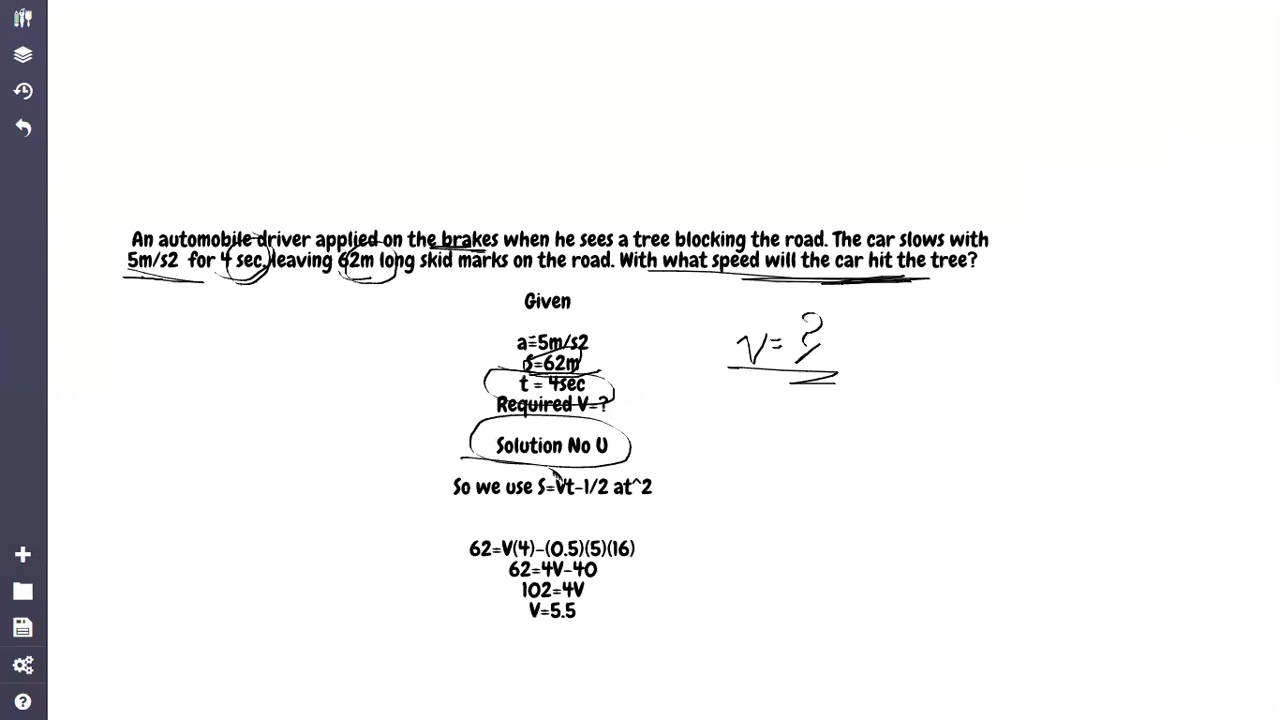 An automobile driver applied on the brakes when he sees a tree blocking the road. The car slows with
5m/s2 for 4 sec, leaving 62m long skid marks on the road. With what speed will the car hit the tree?
Given
a=5m/s2
S=62m
t = 4sec
Required V=?
V= ?
Solution No U
So we use S=Vt-1/2 at^2
62=V(4)-(0.5)(5)(16)
62=4V-40
102=4V
V=5.5